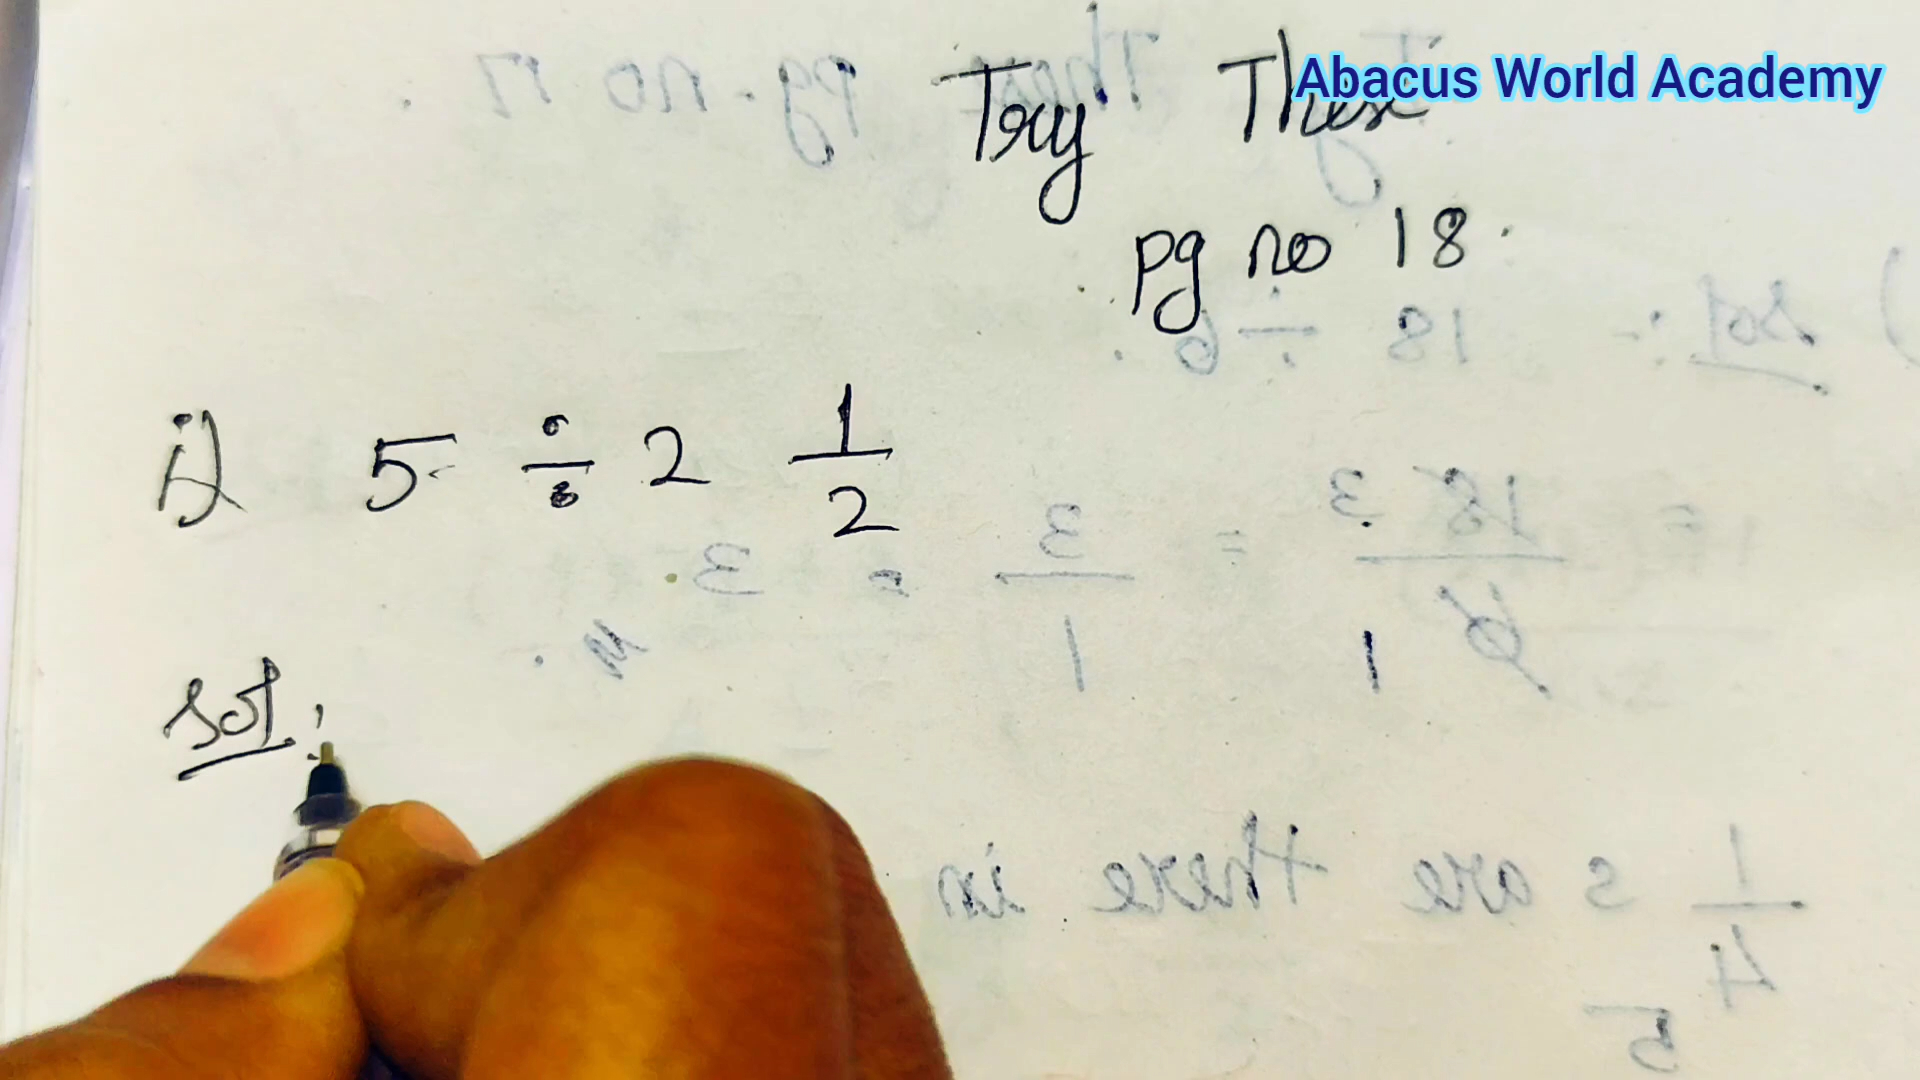 Abacus World Academy
Try These
pg no 18.
i) 5 ÷ 2 1/2
Sol: